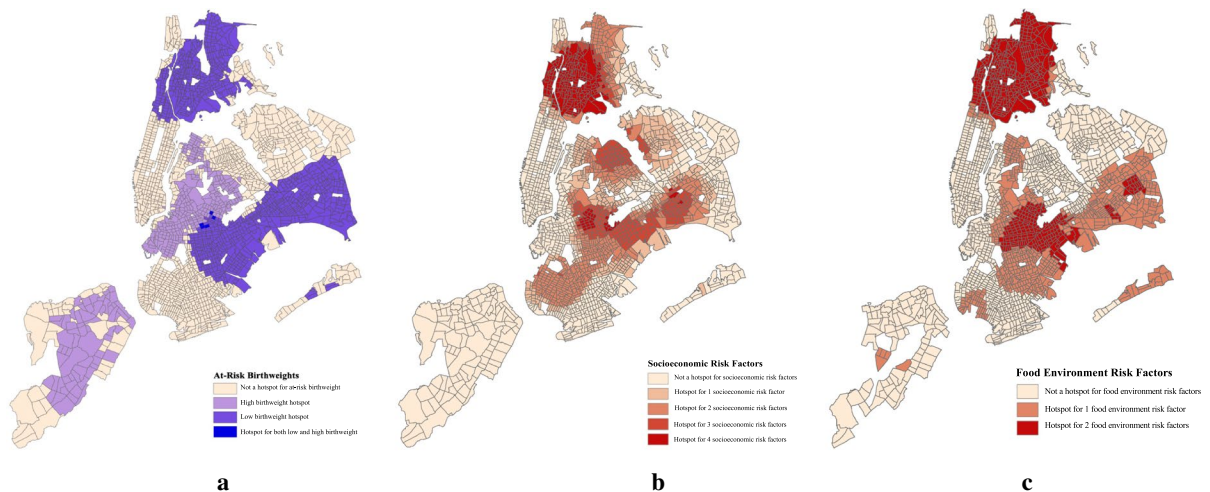 At-Risk Birthweights
Not a hotspot for at-risk birthweight
High birthweight hotspot
Low birthweight hotspot
Hotspot for both low and high birthweight
a
Socioeconomic Risk Factors
Not a hotspot for socioeconomic risk factors
Hotspot for 1 socioeconomic risk factor
Hotspot for 2 socioeconomic risk factors
Hotspot for 3 socioeconomic risk factors
Hotspot for 4 socioeconomic risk factors
b
Food Environment Risk Factors
Not a hotspot for food environment risk factors
Hotspot for 1 food environment risk factor
Hotspot for 2 food environment risk factors
c